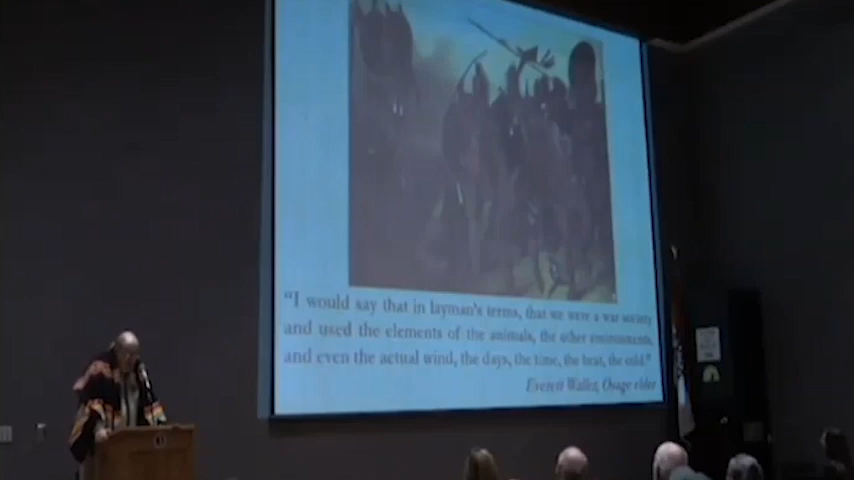 “I would say that in layman's terms, that we were a war society
and used the elements of the animals, the other environments,
and even the actual wind, the days, the time, the heat, the cold.”
Everett Waller, Osage elder